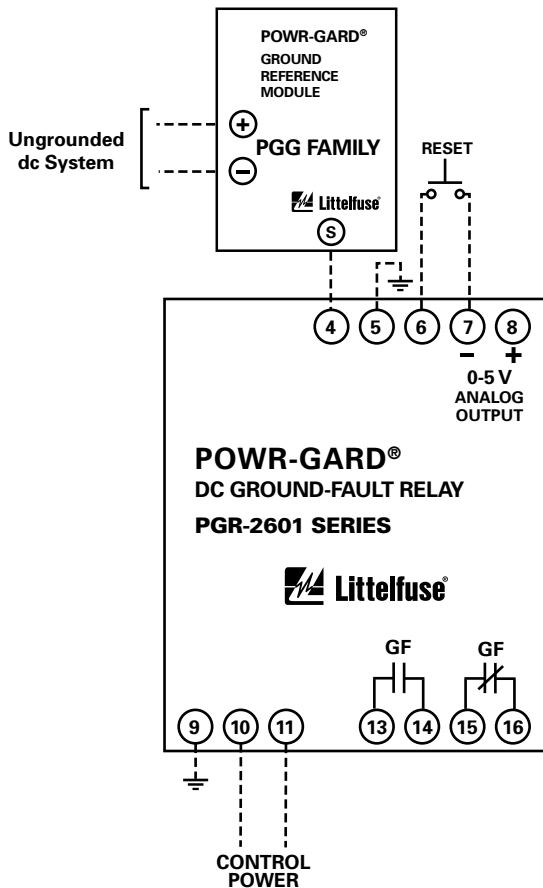 POWR-GARD®
GROUND
REFERENCE
MODULE
Ungrounded
dc System
+
−
PGG FAMILY
Littelfuse®
S
RESET
4 5 6 7 8
− +
0-5 V
ANALOG
OUTPUT
POWR-GARD®
DC GROUND-FAULT RELAY
PGR-2601 SERIES
Littelfuse®
GF GF
9 10 11 13 14 15 16
CONTROL
POWER